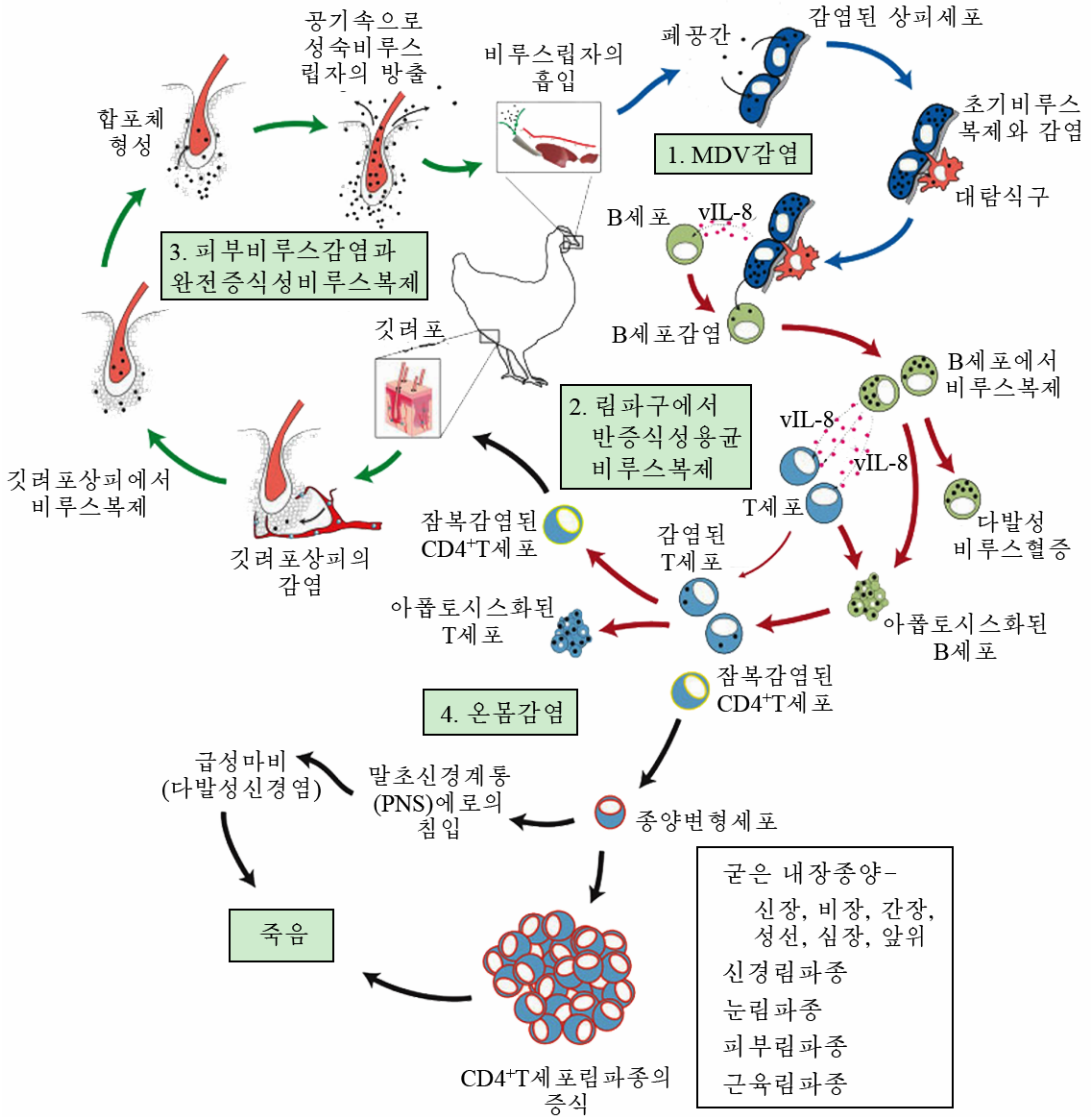 공기속으로
성숙비루스
립자의 방출
비루스립자의
흡입
폐공간
감염된 상피세포
초기비루스
복제와 감염
대탐식구
1. MDV감염
합포체
형성
B세포
vIL-8
B세포감염
3. 피부비루스감염과
완전증식성비루스복제
깃려포
B세포에서
비루스복제
2. 림파구에서
반증식성용균
비루스복제
vIL-8
vIL-8
T세포
다발성
비루스혈증
깃려포상피에서
비루스복제
깃려포상피의
감염
잠복감염된
CD4⁺T세포
감염된
T세포
아폽토시스화된
T세포
아폽토시스화된
B세포
잠복감염된
CD4⁺T세포
4. 온몸감염
급성마비
(다발성신경염)
말초신경계통
(PNS)에로의
침입
종양변형세포
죽음
굳은 내장종양–
신장, 비장, 간장,
성선, 심장, 앞위
신경림파종
눈림파종
피부림파종
근육림파종
CD4⁺T세포림파종의
증식